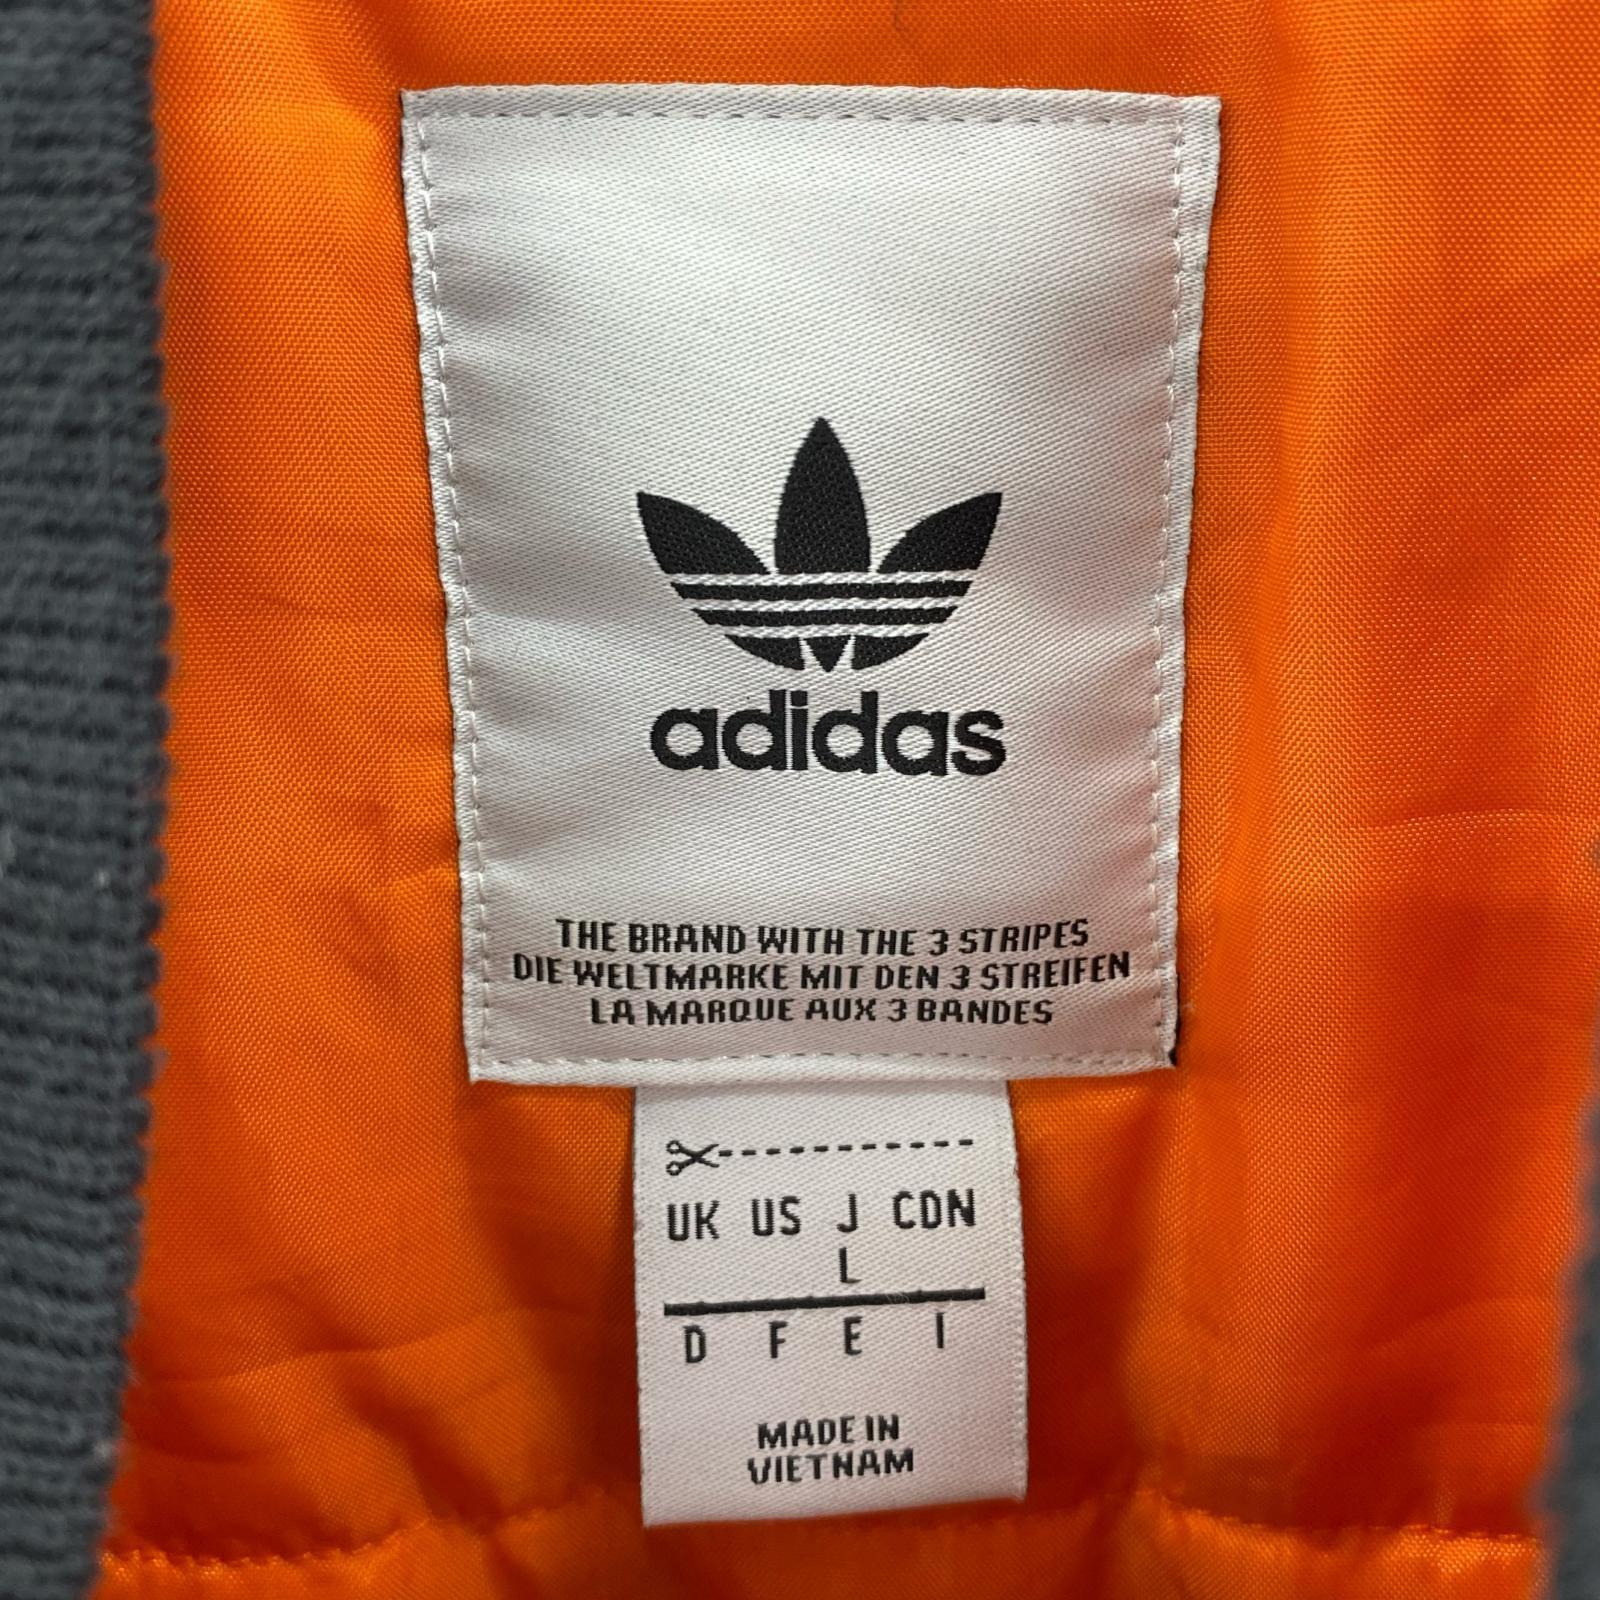 adidas
THE BRAND WITH THE 3 STRIPES
DIE WELTMARKE MIT DEN 3 STREIFEN
LA MARQUE AUX 3 BANDES
UK US J CDN
L
D F E I
MADE IN
VIETNAM